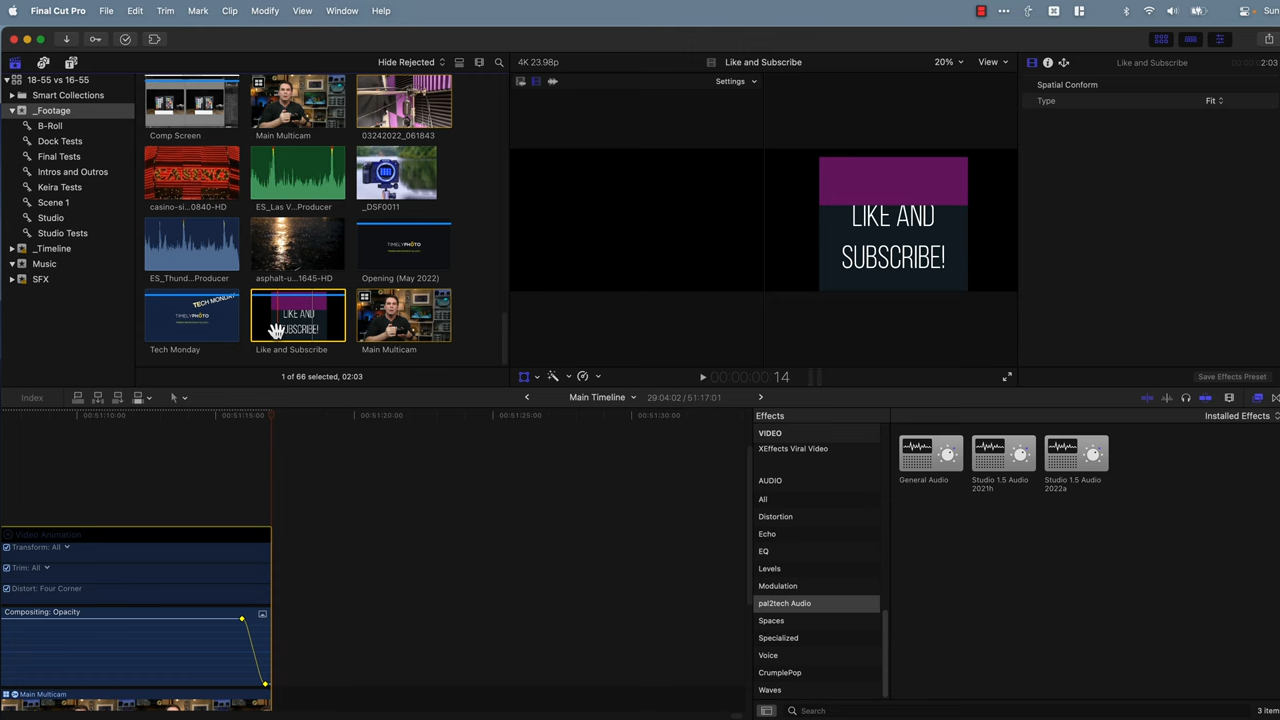 Final Cut Pro File Edit Trim Mark Clip Modify View Window Help Sun
Hide Rejected
4K 23.98p Like and Subscribe 20% View
Like and Subscribe 2:03
18-55 vs 16-55
Smart Collections
_Footage
B-Roll
Dock Tests
Final Tests
Intros and Outros
Keira Tests
Scene 1
Studio
Studio Tests
_Timeline
Music
SFX
Comp Screen Main Multicam 03242022_061843
casino-si...0840-HD ES_Las V...Producer _DSF0011
ES_Thund...Producer asphalt-u...1645-HD Opening (May 2022)
TIMELYPHOTO
TECH MONDAY
TIMELYPHOTO
LIKE AND
SUBSCRIBE!
Tech Monday Like and Subscribe Main Multicam
1 of 66 selected, 02:03
Settings
LIKE AND
SUBSCRIBE!
00:00:00:14
Spatial Conform
Type Fit
Save Effects Preset
Index Main Timeline 29:04:02 / 51:17:01
00:51:10:00 00:51:15:00 00:51:20:00 00:51:25:00 00:51:30:00
Video Animation
Transform: All
Trim: All
Distort: Four Corner
Compositing: Opacity
Main Multicam
Effects Installed Effects
VIDEO
XEffects Viral Video
AUDIO
All
Distortion
Echo
EQ
Levels
Modulation
pal2tech Audio
Spaces
Specialized
Voice
CrumplePop
Waves
General Audio
Studio 1.5 Audio
2021h
Studio 1.5 Audio
2022a
Search
3 item